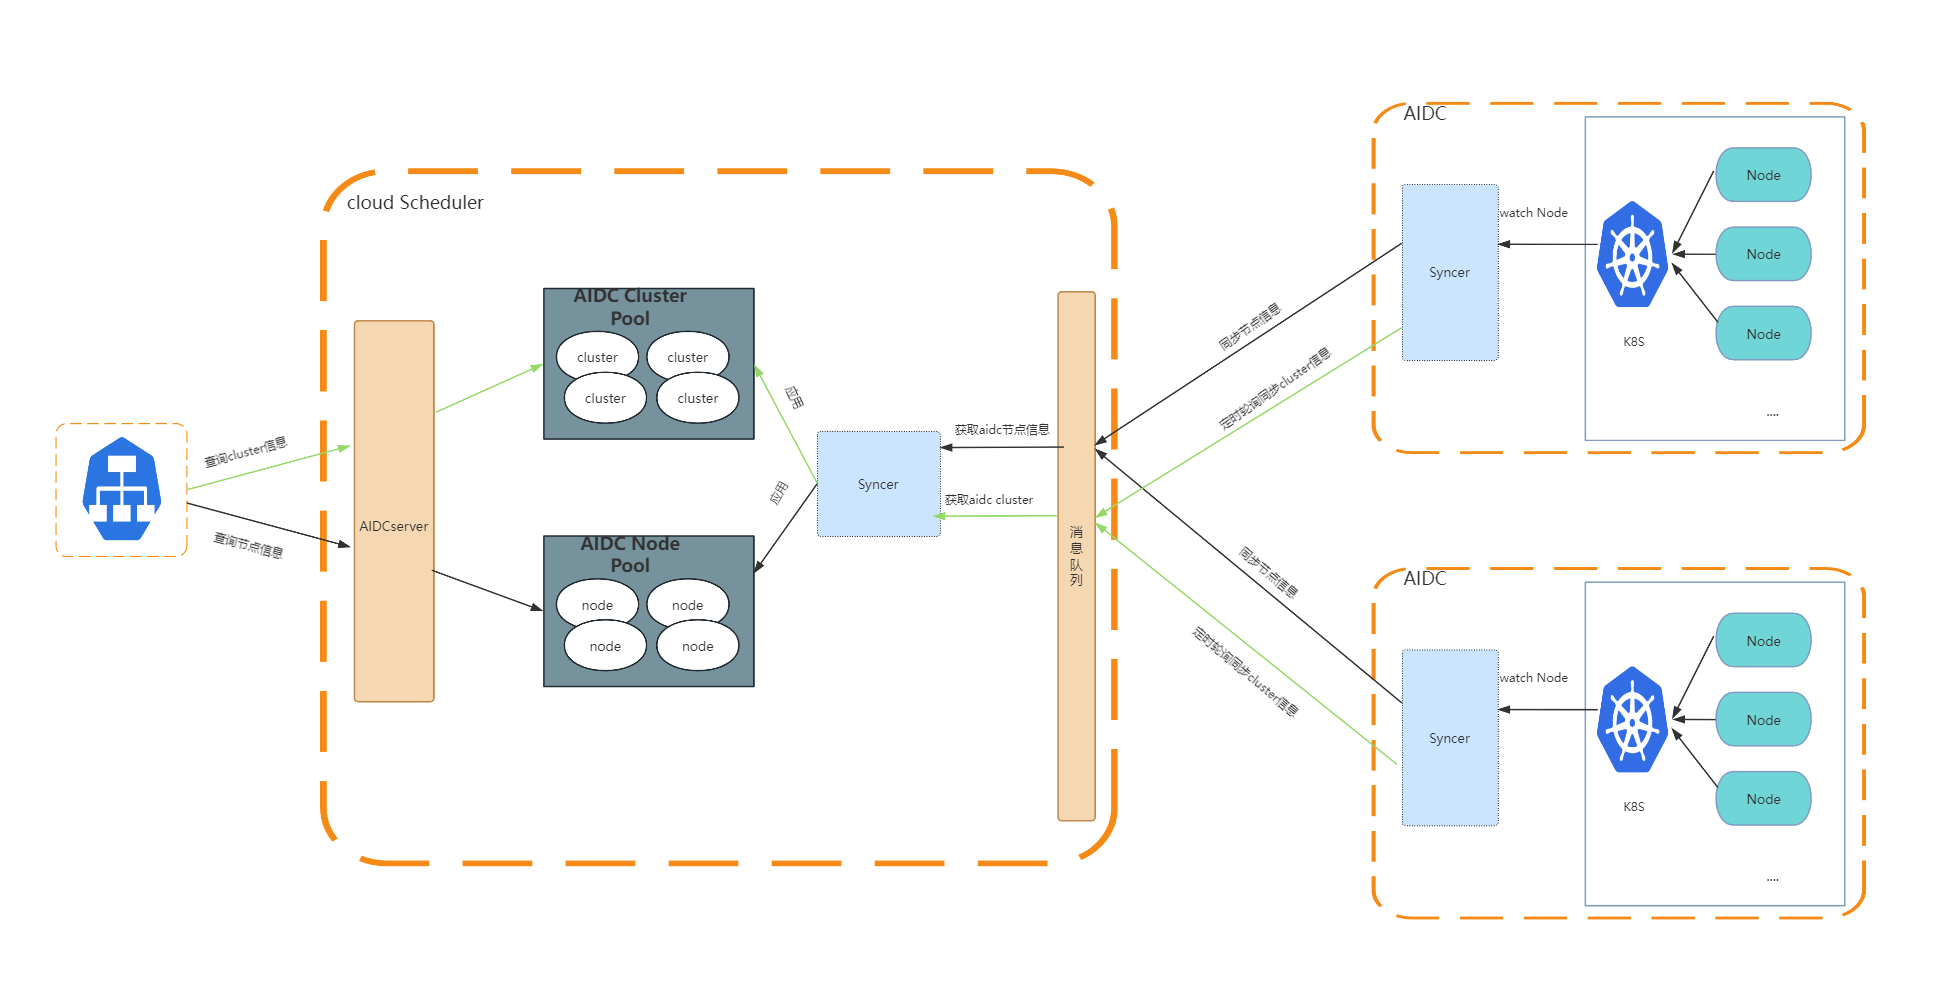 查询cluster信息
查询节点信息
cloud Scheduler
AIDCserver
AIDC Cluster
Pool
cluster
cluster
cluster
cluster
AIDC Node
Pool
node
node
node
node
应用
应用
Syncer
获取aidc节点信息
获取aidc cluster
消
息
队
列
同步节点信息
定时轮询同步cluster信息
同步节点信息
定时轮询同步cluster信息
AIDC
Syncer
watch Node
K8S
Node
Node
Node
....
AIDC
Syncer
watch Node
K8S
Node
Node
Node
....